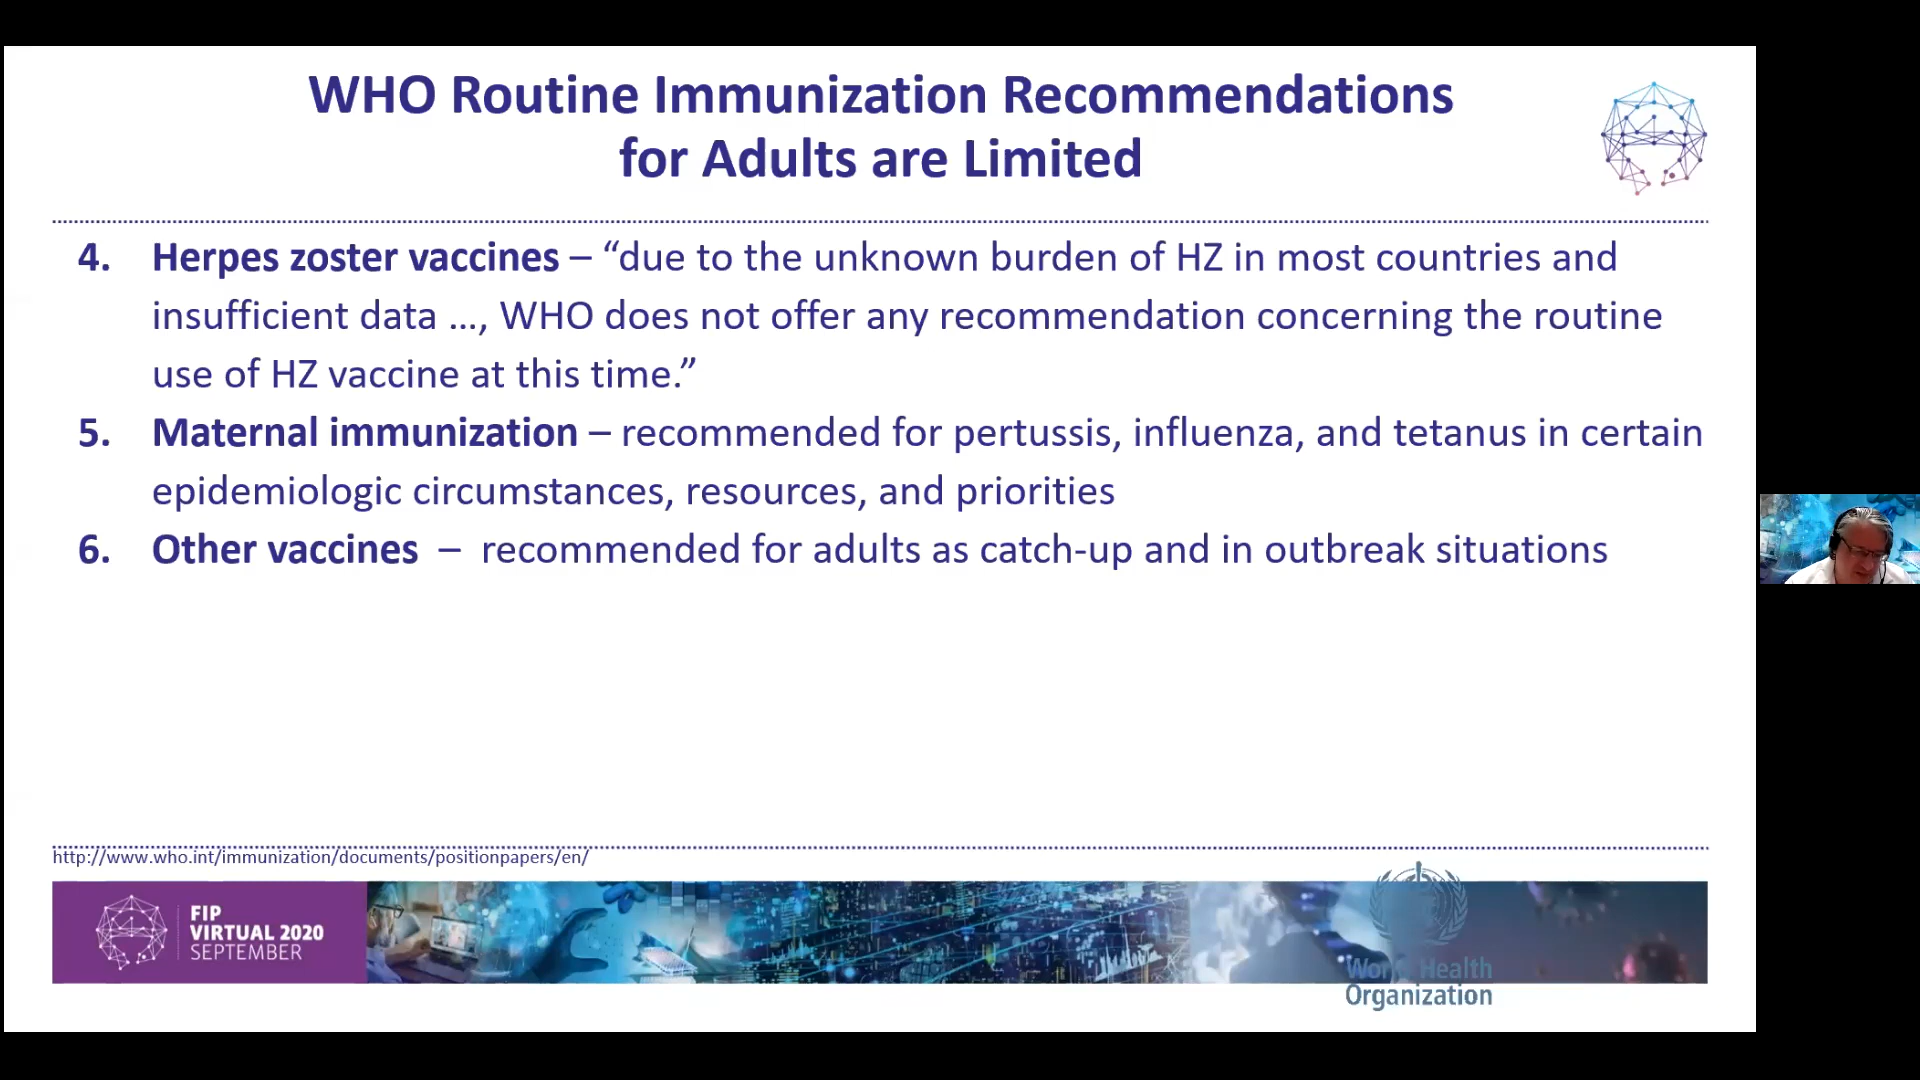 WHO Routine Immunization Recommendations
for Adults are Limited
4. Herpes zoster vaccines – “due to the unknown burden of HZ in most countries and
insufficient data ..., WHO does not offer any recommendation concerning the routine
use of HZ vaccine at this time.”
5. Maternal immunization – recommended for pertussis, influenza, and tetanus in certain
epidemiologic circumstances, resources, and priorities
6. Other vaccines – recommended for adults as catch-up and in outbreak situations
http://www.who.int/immunization/documents/positionpapers/en/
FIP
VIRTUAL 2020
SEPTEMBER
World Health
Organization